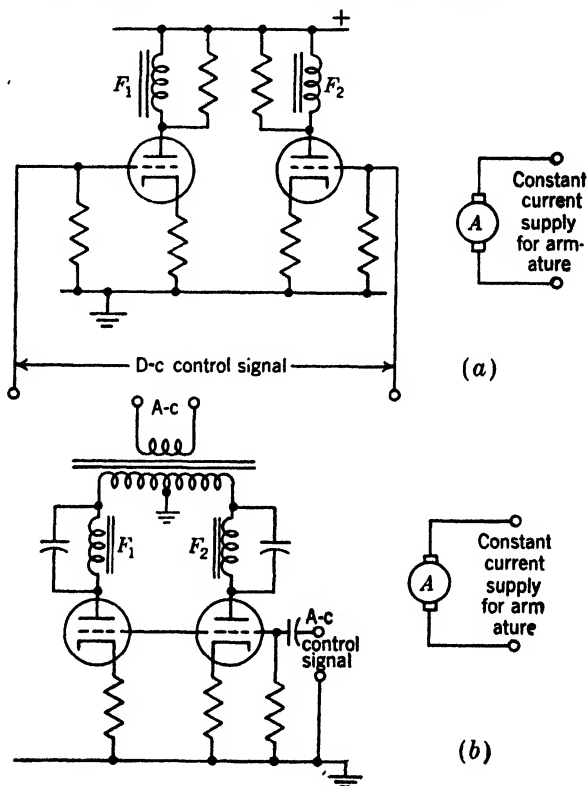 +
F₁
F₂
A
Constant
current
supply
for arm-
ature
D-c control signal
(a)
A-c
F₁
F₂
A-c
control
signal
A
Constant
current
supply
for arm
ature
(b)